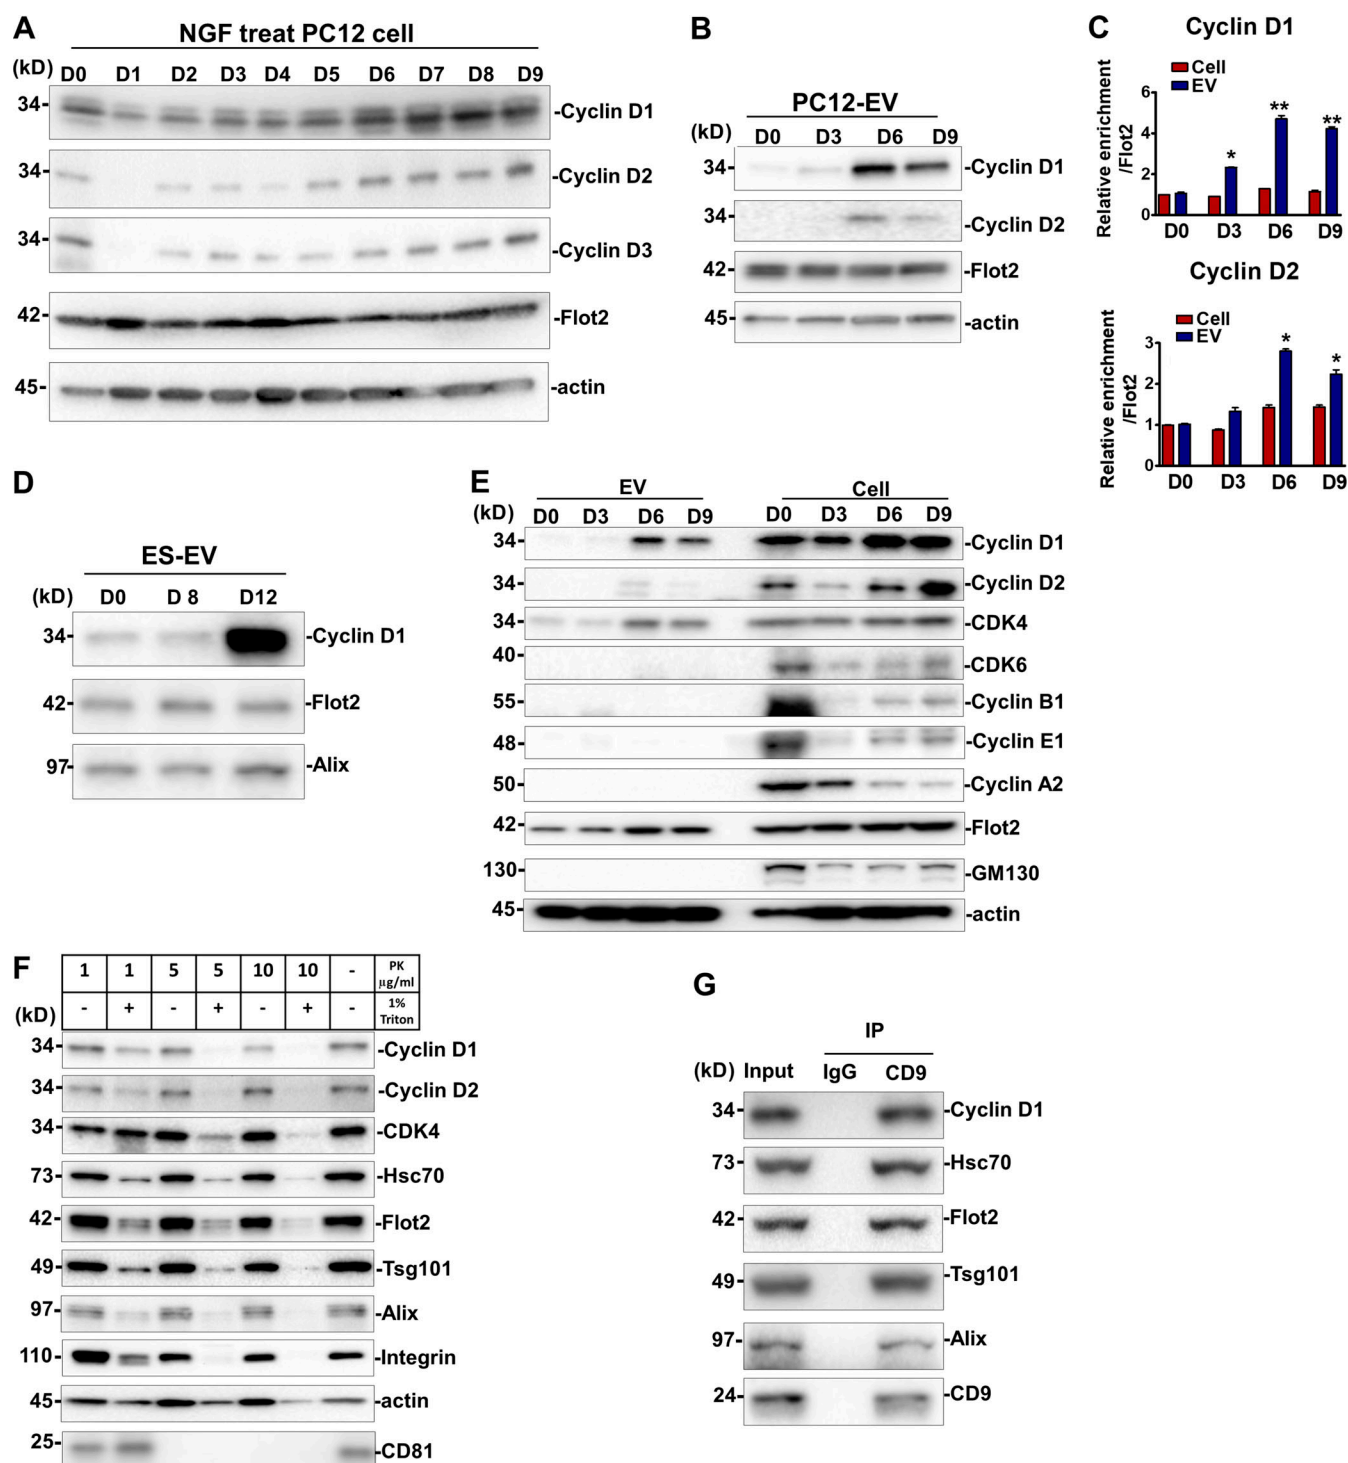 A
NGF treat PC12 cell
(kD) D0 D1 D2 D3 D4 D5 D6 D7 D8 D9
34- -Cyclin D1
34- -Cyclin D2
34- -Cyclin D3
42- -Flot2
45- -actin
B
PC12-EV
(kD) D0 D3 D6 D9
34- -Cyclin D1
34- -Cyclin D2
42- -Flot2
45- -actin
C
Cyclin D1
Cell
EV
Relative enrichment
/Flot2
6
4
2
0
* ** **
D0 D3 D6 D9
Cyclin D2
Cell
EV
Relative enrichment
/Flot2
3
2
1
0
* *
D0 D3 D6 D9
D
ES-EV
(kD) D0 D 8 D12
34- -Cyclin D1
42- -Flot2
97- -Alix
E
EV Cell
(kD) D0 D3 D6 D9 D0 D3 D6 D9
34- -Cyclin D1
34- -Cyclin D2
34- -CDK4
40- -CDK6
55- -Cyclin B1
48- -Cyclin E1
50- -Cyclin A2
42- -Flot2
130- -GM130
45- -actin
F
1 1 5 5 10 10 - PK
μg/ml
- + - + - + - 1%
Triton
(kD)
34- -Cyclin D1
34- -Cyclin D2
34- -CDK4
73- -Hsc70
42- -Flot2
49- -Tsg101
97- -Alix
110- -Integrin
45- -actin
25- -CD81
G
IP
(kD) Input IgG CD9
34- -Cyclin D1
73- -Hsc70
42- -Flot2
49- -Tsg101
97- -Alix
24- -CD9